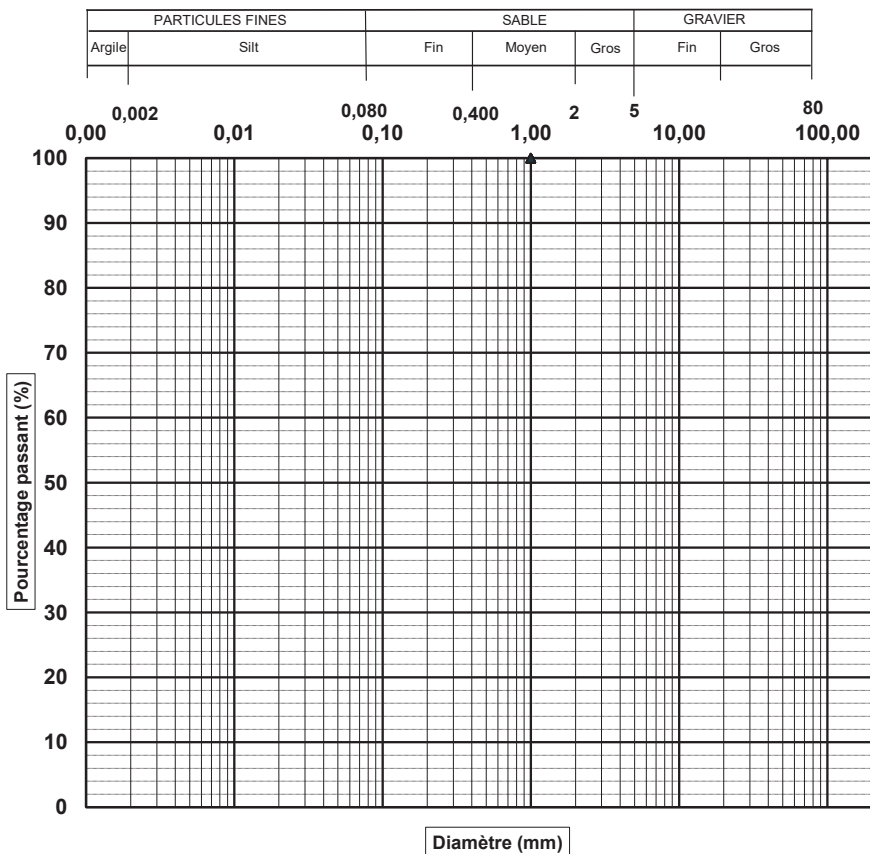 PARTICULES FINES SABLE GRAVIER
Argile Silt Fin Moyen Gros Fin Gros
0,002 0,080 0,400 2 5 80
0,00 0,01 0,10 1,00 10,00 100,00
100
90
80
70
60
50
40
30
20
10
0
Pourcentage passant (%)
Diamètre (mm)